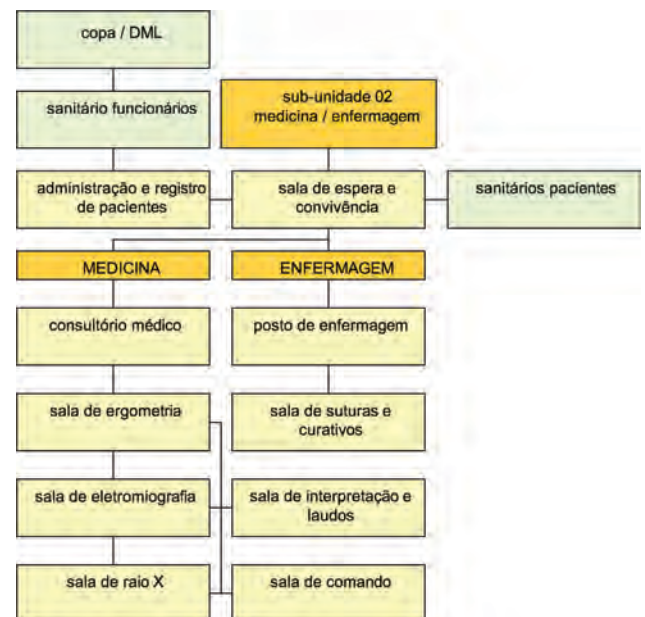 copa / DML
sanitário funcionários
sub-unidade 02
medicina / enfermagem
administração e registro
de pacientes
sala de espera e
convivência
sanitários pacientes
MEDICINA
ENFERMAGEM
consultório médico
posto de enfermagem
sala de ergometria
sala de suturas e
curativos
sala de eletromiografia
sala de interpretação e
laudos
sala de raio X
sala de comando